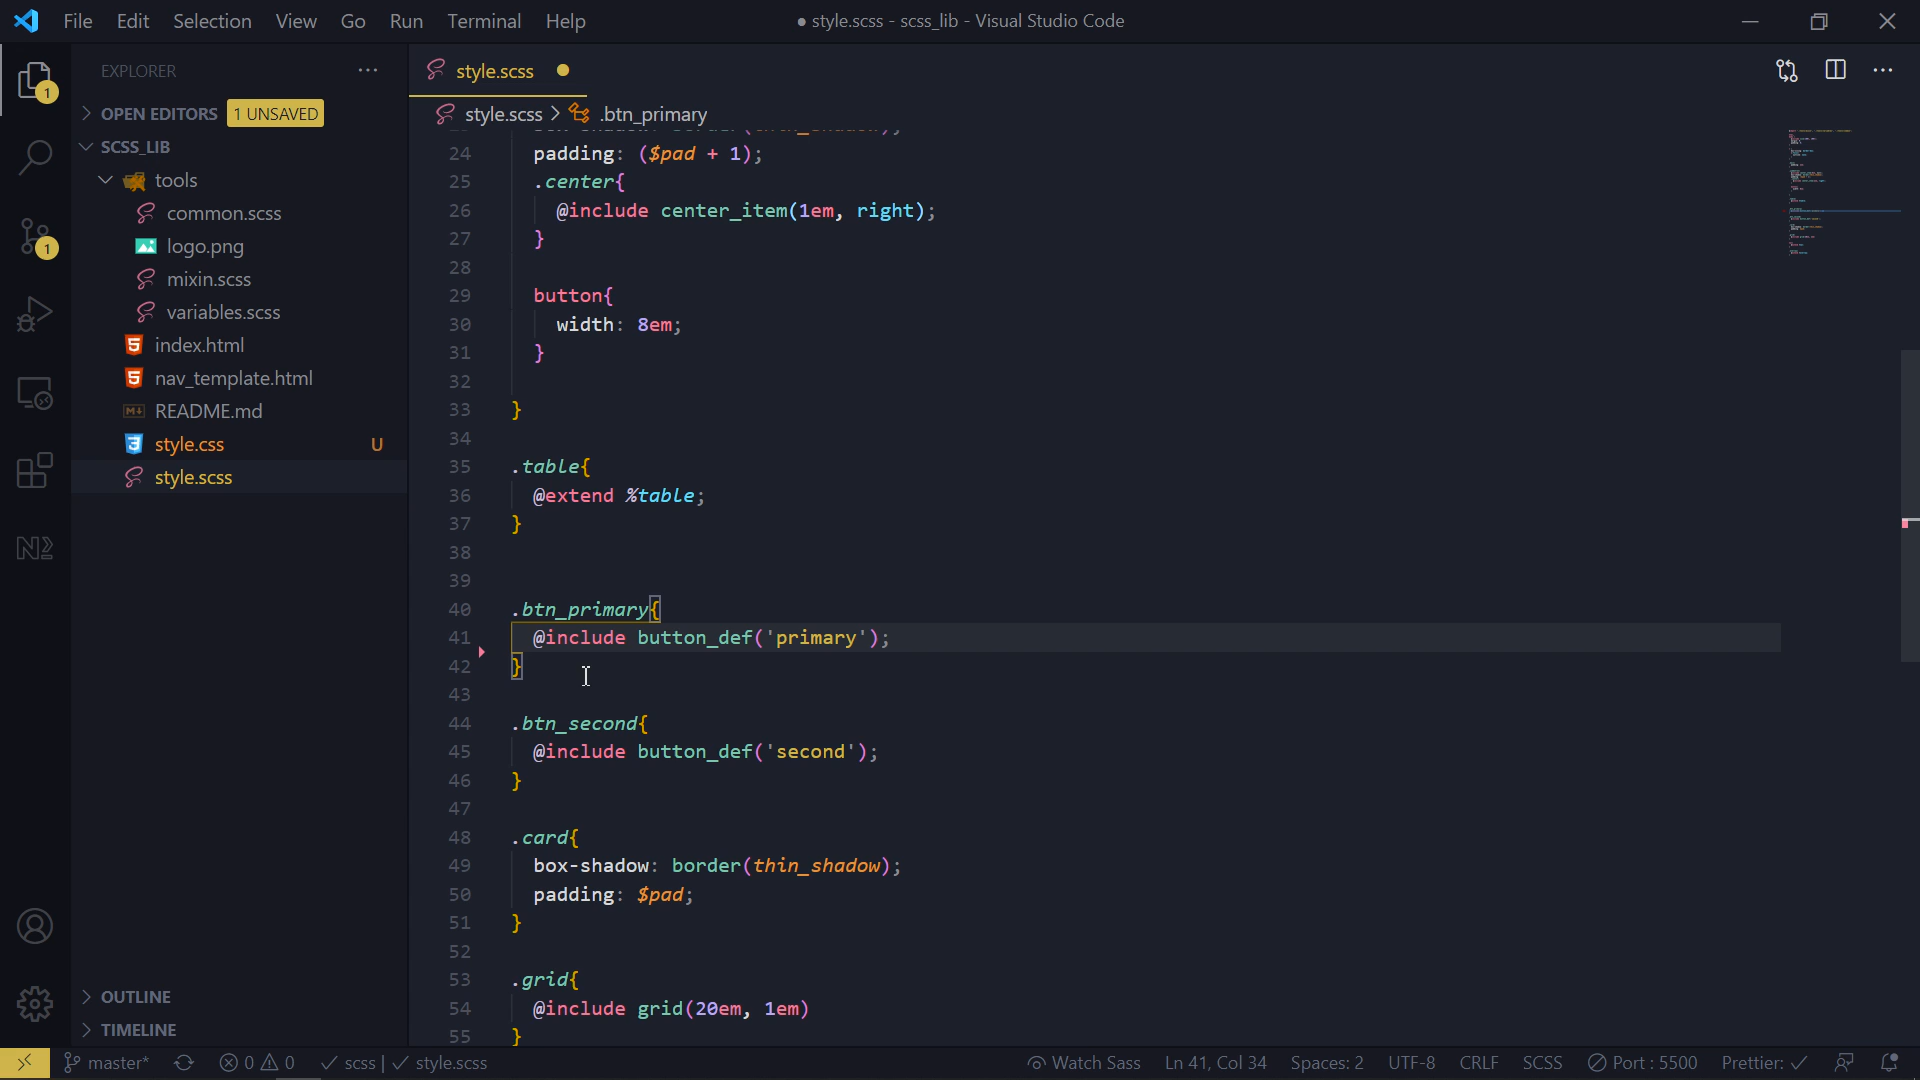 File Edit Selection View Go Run Terminal Help ● style.scss - scss_lib - Visual Studio Code
EXPLORER
OPEN EDITORS 1 UNSAVED
SCSS_LIB
tools
common.scss
logo.png
mixin.scss
variables.scss
index.html
nav_template.html
README.md
style.css U
style.scss
OUTLINE
TIMELINE
1
1
style.scss
style.scss > .btn_primary
24 padding: ($pad + 1);
25 .center{
26 @include center_item(1em, right);
27 }
28
29 button{
30 width: 8em;
31 }
32
33 }
34
35 .table{
36 @extend %table;
37 }
38
39
40 .btn_primary{
41 @include button_def('primary');
42 }
43
44 .btn_second{
45 @include button_def('second');
46 }
47
48 .card{
49 box-shadow: border(thin_shadow);
50 padding: $pad;
51 }
52
53 .grid{
54 @include grid(20em, 1em)
55 }
master* 0 0 scss | style.scss Watch Sass Ln 41, Col 34 Spaces: 2 UTF-8 CRLF SCSS Port : 5500 Prettier: